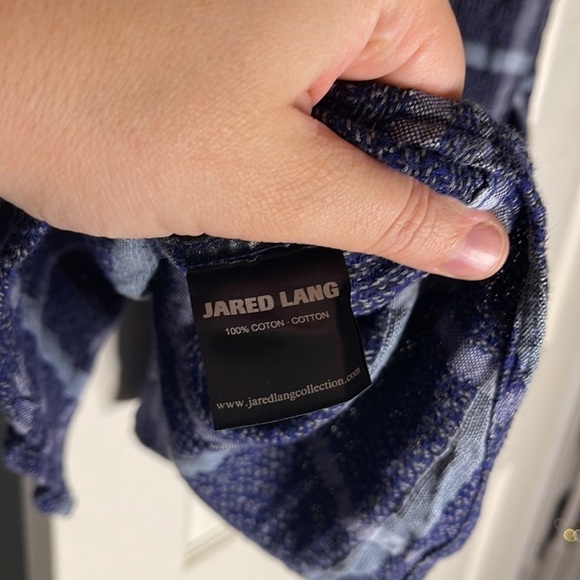 JARED LANG
100% COTON - COTTON
www.jaredlangcollection.com